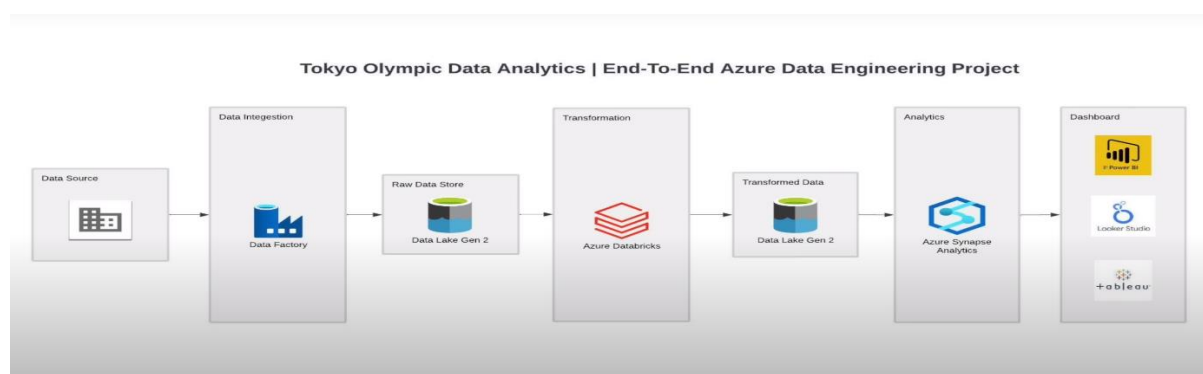 Tokyo Olympic Data Analytics | End-To-End Azure Data Engineering Project
Data Source
Data Integestion
Data Factory
Raw Data Store
Data Lake Gen 2
Transformation
Azure Databricks
Transformed Data
Data Lake Gen 2
Analytics
Azure Synapse
Analytics
Dashboard
Power BI
Looker Studio
+ableau